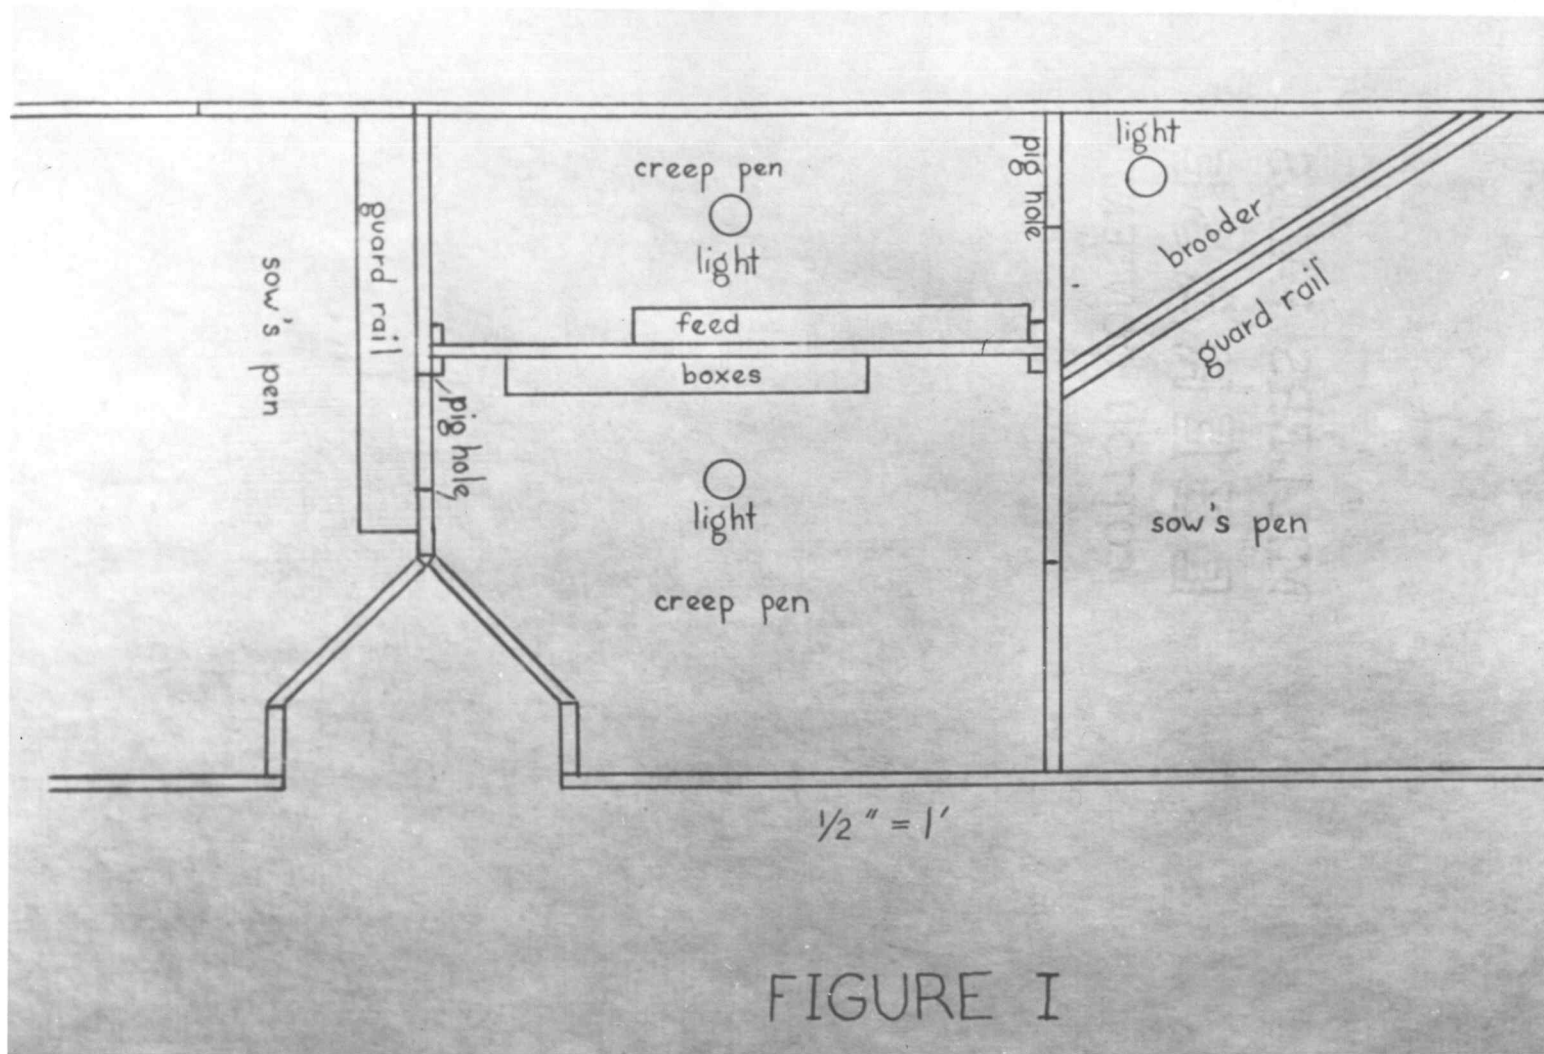 light
creep pen
pig hole
light
guard rail
sow's pen
brooder
guard rail
feed
boxes
pig hole
light
sow's pen
creep pen
1/2" = 1'
FIGURE I